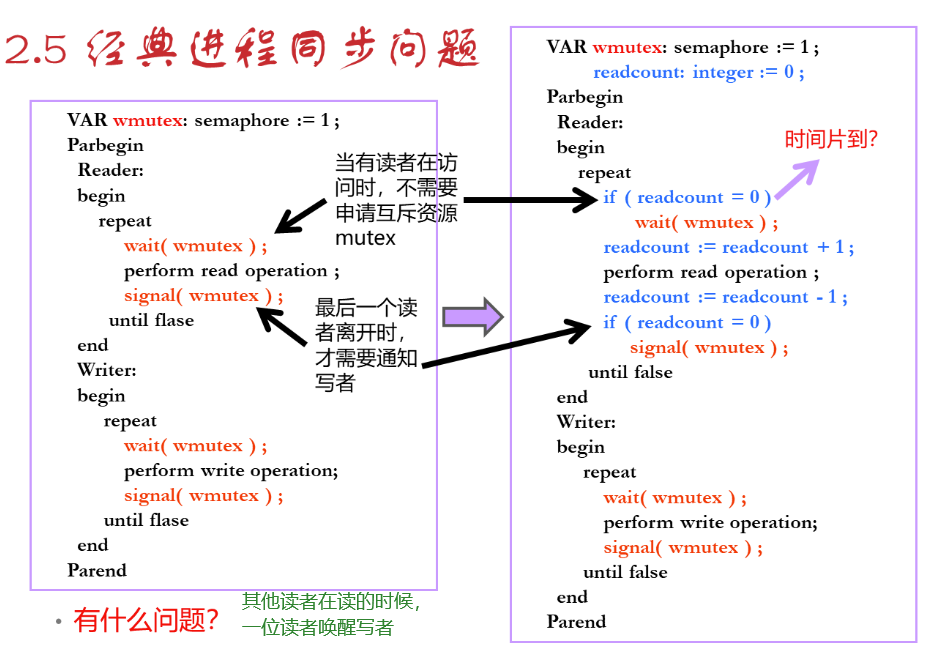 2.5 经典进程同步问题
VAR wmutex: semaphore := 1 ;
Parbegin
Reader:
begin
repeat
wait( wmutex ) ;
perform read operation ;
signal( wmutex ) ;
until flase
end
Writer:
begin
repeat
wait( wmutex ) ;
perform write operation;
signal( wmutex ) ;
until flase
end
Parend
当有读者在访
问时，不需要
申请互斥资源
mutex
最后一个读
者离开时，
才需要通知
写者
VAR wmutex: semaphore := 1 ;
readcount: integer := 0 ;
Parbegin
Reader:
begin
repeat
if ( readcount = 0 )
wait( wmutex ) ;
readcount := readcount + 1 ;
perform read operation ;
readcount := readcount - 1 ;
if ( readcount = 0 )
signal( wmutex ) ;
until false
end
Writer:
begin
repeat
wait( wmutex ) ;
perform write operation;
signal( wmutex ) ;
until false
end
Parend
时间片到？
• 有什么问题？
其他读者在读的时候，
一位读者唤醒写者